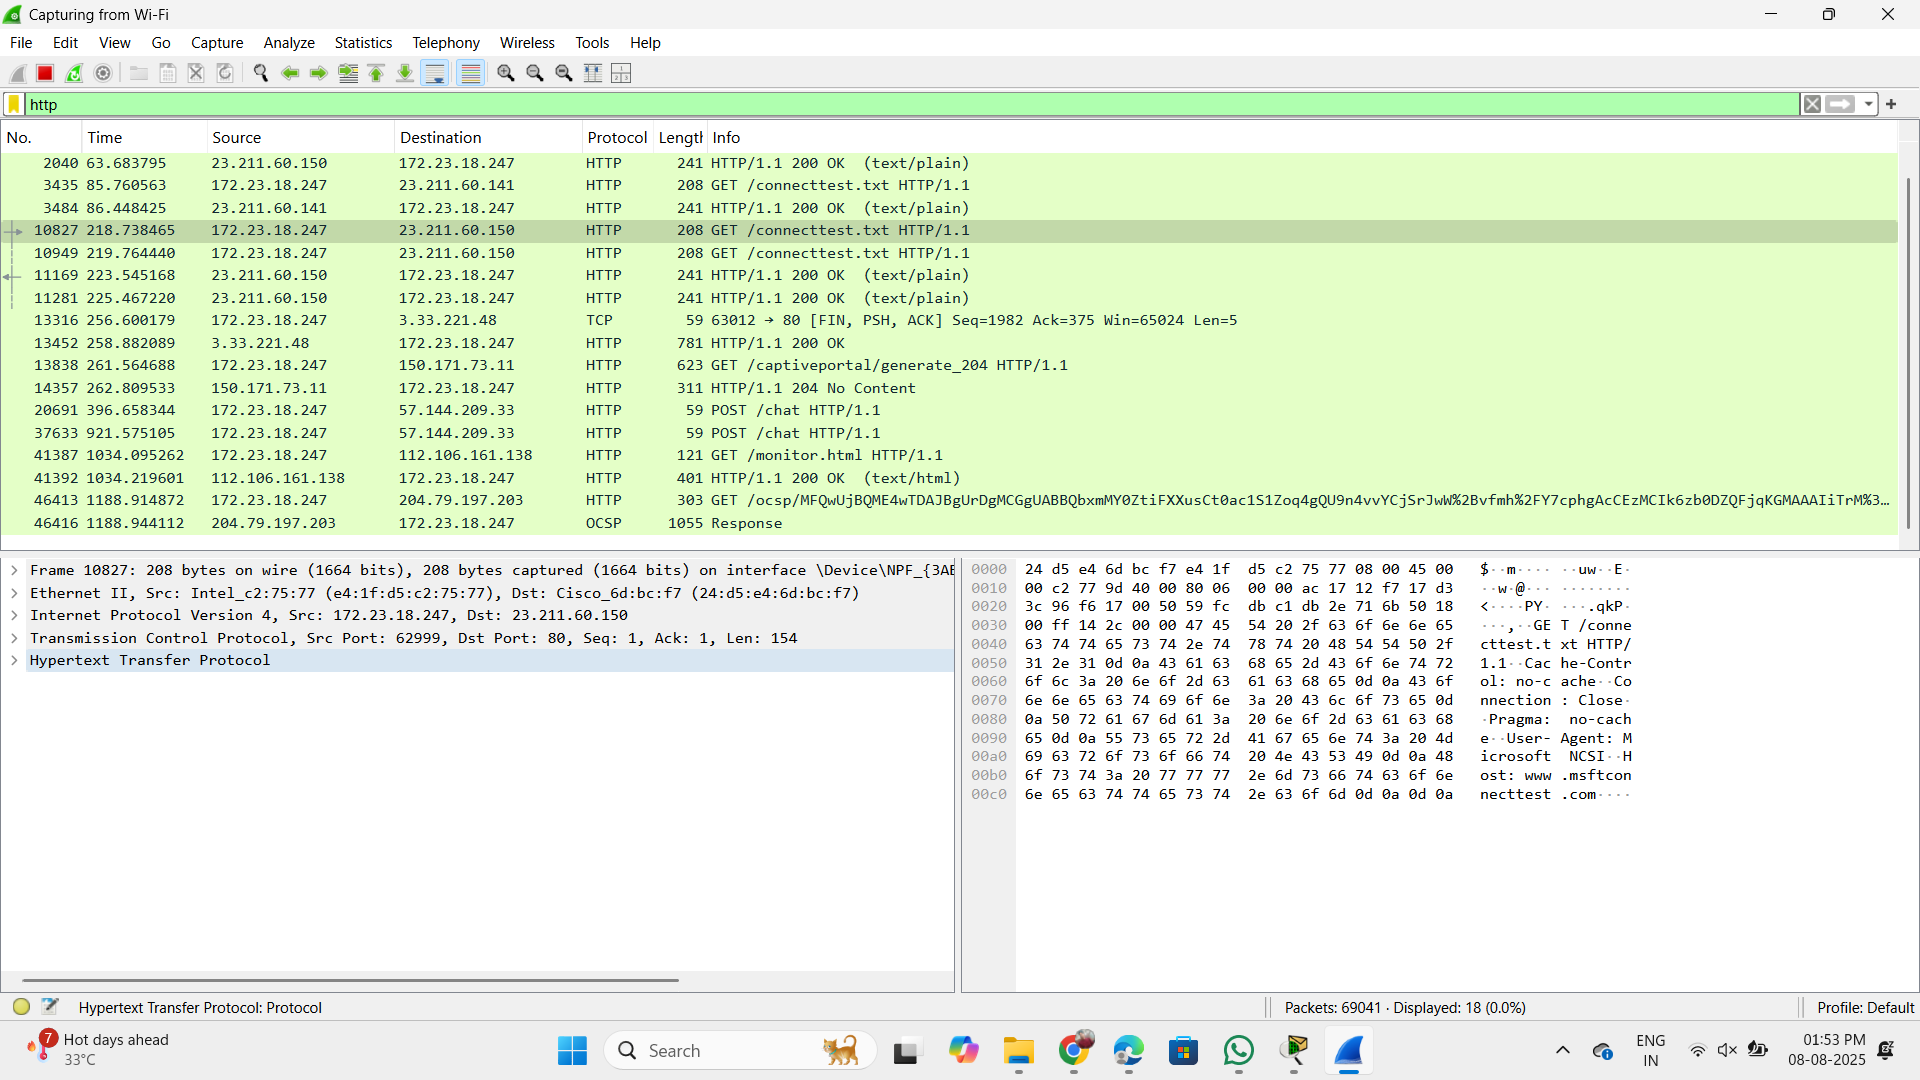 Capturing from Wi-Fi
File Edit View Go Capture Analyze Statistics Telephony Wireless Tools Help
http
No. Time Source Destination Protocol Length Info
2040 63.683795 23.211.60.150 172.23.18.247 HTTP 241 HTTP/1.1 200 OK (text/plain)
3435 85.760563 172.23.18.247 23.211.60.141 HTTP 208 GET /connecttest.txt HTTP/1.1
3484 86.448425 23.211.60.141 172.23.18.247 HTTP 241 HTTP/1.1 200 OK (text/plain)
10827 218.738465 172.23.18.247 23.211.60.150 HTTP 208 GET /connecttest.txt HTTP/1.1
10949 219.764440 172.23.18.247 23.211.60.150 HTTP 208 GET /connecttest.txt HTTP/1.1
11169 223.545168 23.211.60.150 172.23.18.247 HTTP 241 HTTP/1.1 200 OK (text/plain)
11281 225.467220 23.211.60.150 172.23.18.247 HTTP 241 HTTP/1.1 200 OK (text/plain)
13316 256.600179 172.23.18.247 3.33.221.48 TCP 59 63012 → 80 [FIN, PSH, ACK] Seq=1982 Ack=375 Win=65024 Len=5
13452 258.882089 3.33.221.48 172.23.18.247 HTTP 781 HTTP/1.1 200 OK
13838 261.564688 172.23.18.247 150.171.73.11 HTTP 623 GET /captiveportal/generate_204 HTTP/1.1
14357 262.809533 150.171.73.11 172.23.18.247 HTTP 311 HTTP/1.1 204 No Content
20691 396.658344 172.23.18.247 57.144.209.33 HTTP 59 POST /chat HTTP/1.1
37633 921.575105 172.23.18.247 57.144.209.33 HTTP 59 POST /chat HTTP/1.1
41387 1034.095262 172.23.18.247 112.106.161.138 HTTP 121 GET /monitor.html HTTP/1.1
41392 1034.219601 112.106.161.138 172.23.18.247 HTTP 401 HTTP/1.1 200 OK (text/html)
46413 1188.914872 172.23.18.247 204.79.197.203 HTTP 303 GET /ocsp/MFQwUjBQME4wTDAJBgUrDgMCGgUABBQbxmMY0ZtiFXXusCt0ac1S1Zoq4gQU9n4vvYCjSrJwW%2Bvfmh%2FY7cphgAcCEzMCIk6zb0DZQFjqKGMAAAIiTrM%3...
46416 1188.944112 204.79.197.203 172.23.18.247 OCSP 1055 Response
Frame 10827: 208 bytes on wire (1664 bits), 208 bytes captured (1664 bits) on interface \Device\NPF_{3AE
Ethernet II, Src: Intel_c2:75:77 (e4:1f:d5:c2:75:77), Dst: Cisco_6d:bc:f7 (24:d5:e4:6d:bc:f7)
Internet Protocol Version 4, Src: 172.23.18.247, Dst: 23.211.60.150
Transmission Control Protocol, Src Port: 62999, Dst Port: 80, Seq: 1, Ack: 1, Len: 154
Hypertext Transfer Protocol
0000 24 d5 e4 6d bc f7 e4 1f d5 c2 75 77 08 00 45 00 $··m···· ··uw··E·
0010 00 c2 77 9d 40 00 80 06 00 00 ac 17 12 f7 17 d3 ··w·@··· ········
0020 3c 96 f6 17 00 50 59 fc db c1 db 2e 71 6b 50 18 <····PY· ···.qkP·
0030 00 ff 14 2c 00 00 47 45 54 20 2f 63 6f 6e 6e 65 ···,··GE T /conne
0040 63 74 74 65 73 74 2e 74 78 74 20 48 54 54 50 2f cttest.t xt HTTP/
0050 31 2e 31 0d 0a 43 61 63 68 65 2d 43 6f 6e 74 72 1.1··Cac he-Contr
0060 6f 6c 3a 20 6e 6f 2d 63 61 63 68 65 0d 0a 43 6f ol: no-c ache··Co
0070 6e 6e 65 63 74 69 6f 6e 3a 20 43 6c 6f 73 65 0d nnection : Close·
0080 0a 50 72 61 67 6d 61 3a 20 6e 6f 2d 63 61 63 68 ·Pragma: no-cach
0090 65 0d 0a 55 73 65 72 2d 41 67 65 6e 74 3a 20 4d e··User- Agent: M
00a0 69 63 72 6f 73 6f 66 74 20 4e 43 53 49 0d 0a 48 icrosoft NCSI··H
00b0 6f 73 74 3a 20 77 77 77 2e 6d 73 66 74 63 6f 6e ost: www .msftcon
00c0 6e 65 63 74 74 65 73 74 2e 63 6f 6d 0d 0a 0d 0a necttest .com····
Hypertext Transfer Protocol: Protocol
Packets: 69041 · Displayed: 18 (0.0%)
Profile: Default
7
Hot days ahead
33°C
Search
ENG
IN
01:53 PM
08-08-2025